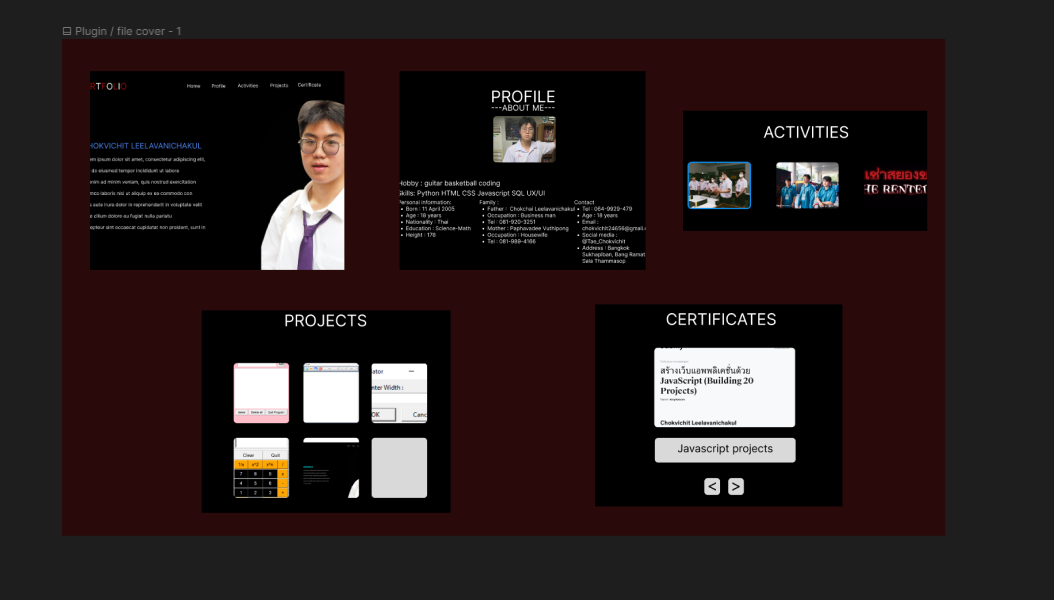 Plugin / file cover - 1
RTFOLIO
Home Profile Activities Projects Certificate
HOKVICHIT LEELAVANICHAKUL
em ipsum dolor sit amet, consectetur adipiscing elit,
do eiusmod tempor incididunt ut labore
enim ad minim veniam, quis nostrud exercitation
mco laboris nisi ut aliquip ex ea commodo con
aute irure dolor in reprehenderit in voluptate velit
e cillum dolore eu fugiat nulla pariatu
epteur sint occaecat cupidatat non proident, sunt in
PROFILE
---ABOUT ME---
Hobby : guitar basketball coding
Skills: Python HTML CSS Javascript SQL UX/UI
Personal information:
Born : 11 April 2005
Age : 18 years
Nationality : Thai
Education : Science-Math
Height : 178
Family :
Father : Chokchai Leelavanichakul
Occupation : Business man
Tel : 081-920-3251
Mother : Paphavadee Vuthipong
Occupation : Housewife
Tel : 081-989-4166
Contact
Tel : 064-9929-479
Age : 18 years
Email :
chokvichit24656@gmail.
Social media :
@Tae_Chokvichit
Address : Bangkok
Sukhapiban, Bang Ramat
Sala Thammasop
ACTIVITIES
เช่าสยองข
HE RENTE
PROJECTS
ator
nter Width :
OK Canc
Clear Quit
1/x x^2 x^n /
7 8 9
4 5 6
1 2 3
CERTIFICATES
สร้างเว็บแอพพลิเคชั่นด้วย
JavaScript (Building 20
Projects)
Chokvichit Leelavanichakul
Javascript projects
< >